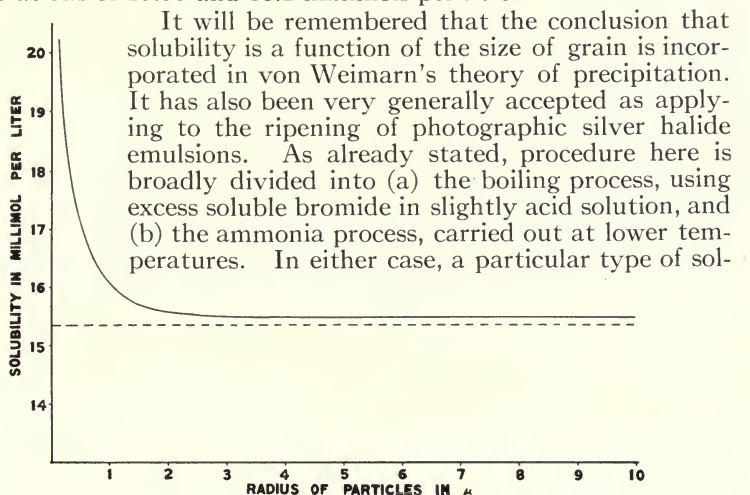 It will be remembered that the conclusion that
solubility is a function of the size of grain is incor-
porated in von Weimarn's theory of precipitation.
It has also been very generally accepted as apply-
ing to the ripening of photographic silver halide
emulsions. As already stated, procedure here is
broadly divided into (a) the boiling process, using
excess soluble bromide in slightly acid solution, and
(b) the ammonia process, carried out at lower tem-
peratures. In either case, a particular type of sol-
SOLUBILITY IN MILLIMOL PER LITER
20
19
18
17
16
15
14
1 2 3 4 5 6 7 8 9 10
RADIUS OF PARTICLES IN μ